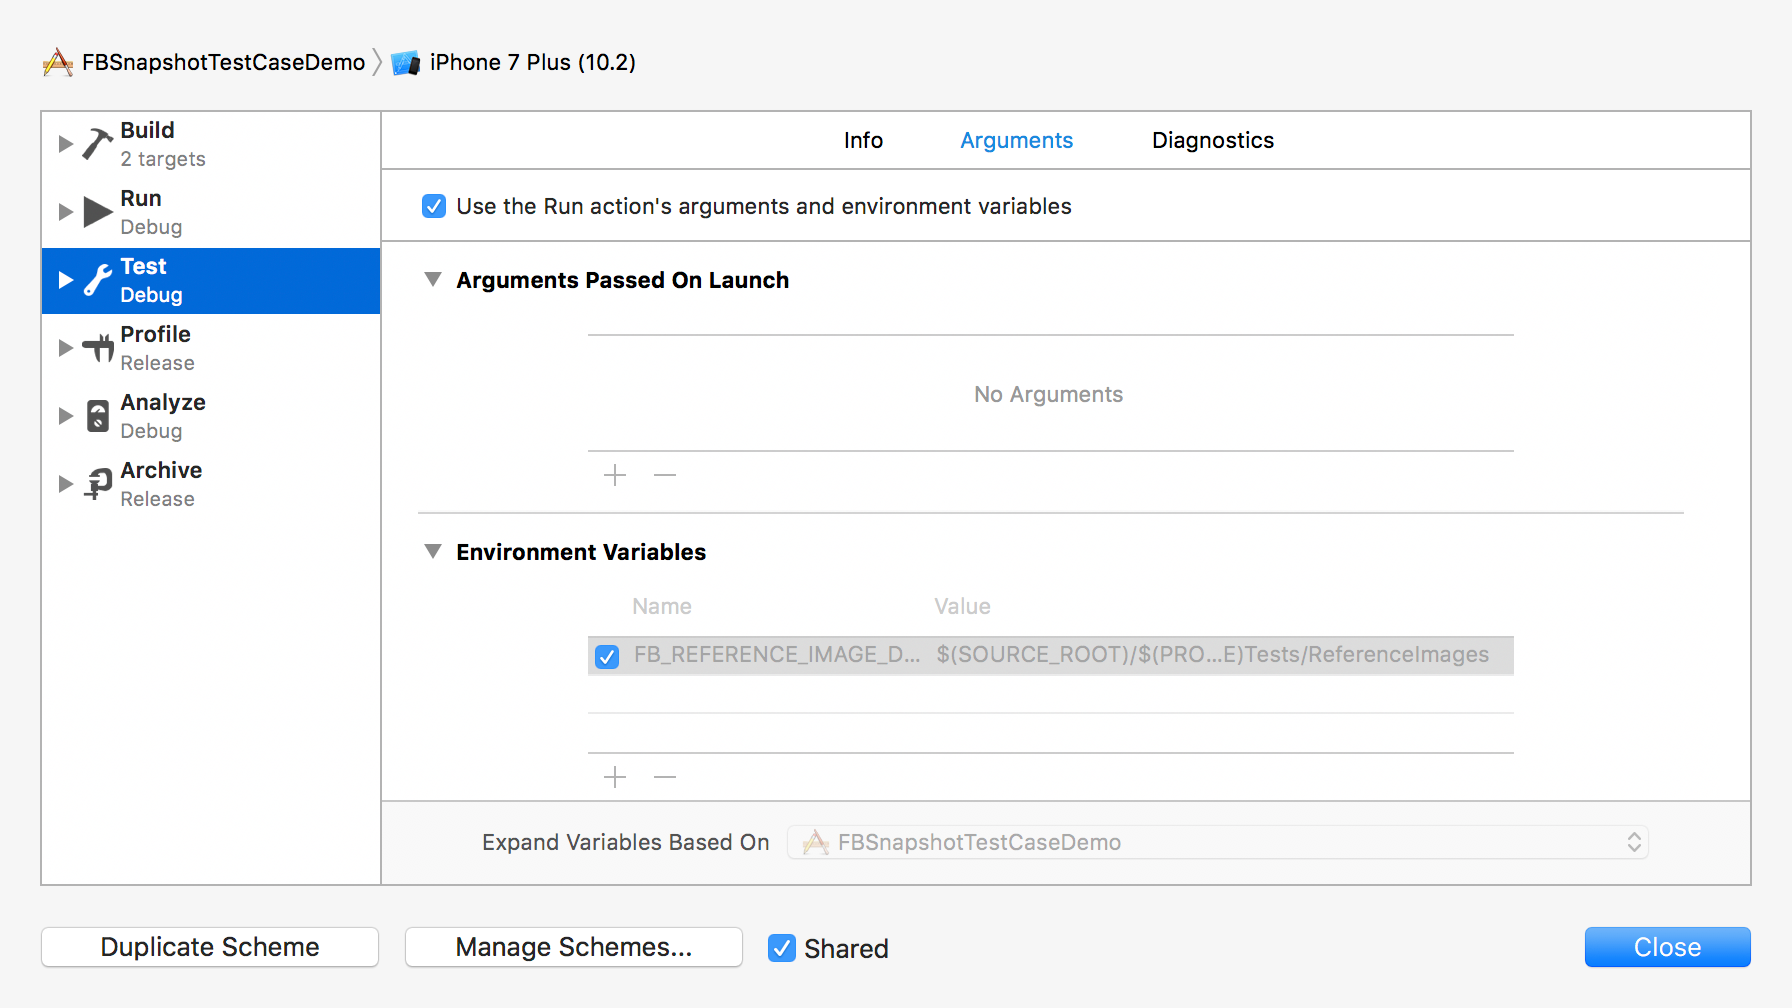 FBSnapshotTestCaseDemo iPhone 7 Plus (10.2)
Build
2 targets
Run
Debug
Test
Debug
Profile
Release
Analyze
Debug
Archive
Release
Info Arguments Diagnostics
Use the Run action's arguments and environment variables
Arguments Passed On Launch
No Arguments
Environment Variables
Name Value
FB_REFERENCE_IMAGE_D... $(SOURCE_ROOT)/$(PRO...E)Tests/ReferenceImages
Expand Variables Based On FBSnapshotTestCaseDemo
Duplicate Scheme Manage Schemes... Shared Close